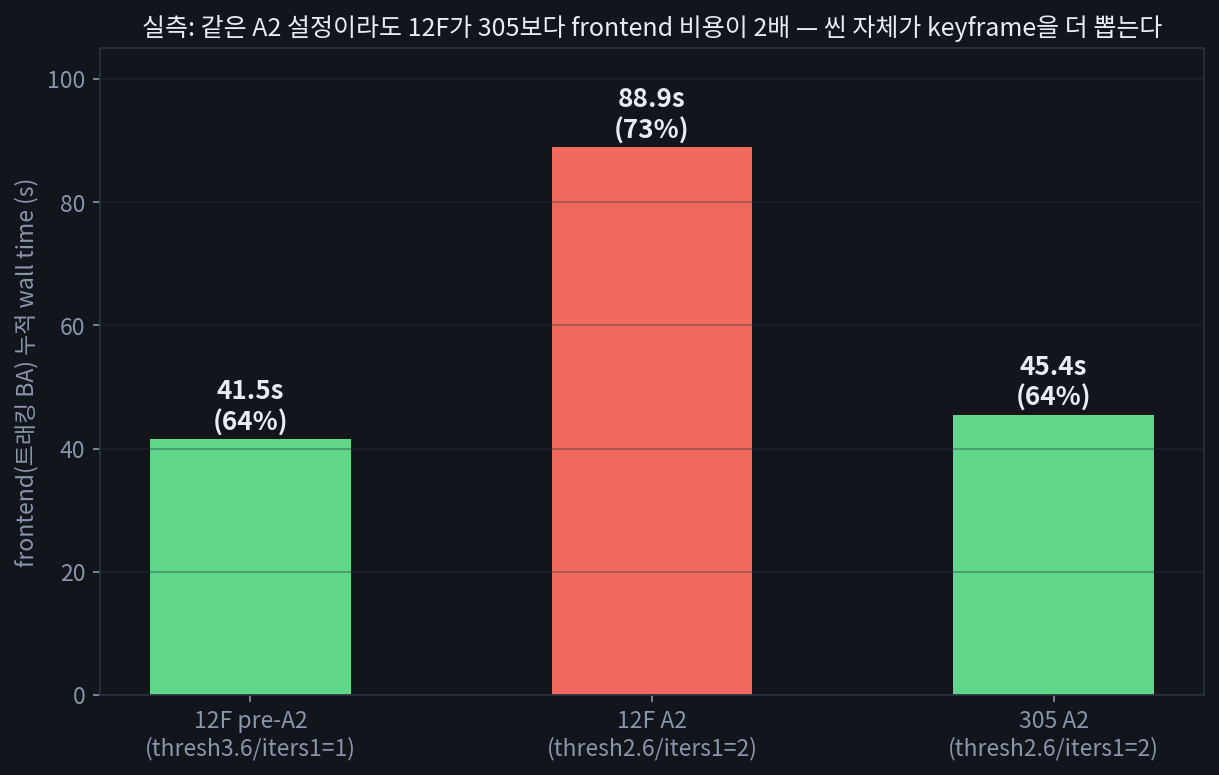 실측: 같은 A2 설정이라도 12F가 305보다 frontend 비용이 2배 — 씬 자체가 keyframe을 더 뽑는다
frontend(트래킹 BA) 누적 wall time (s)
100
80
60
40
20
0
41.5s
(64%)
88.9s
(73%)
45.4s
(64%)
12F pre-A2
(thresh3.6/iters1=1)
12F A2
(thresh2.6/iters1=2)
305 A2
(thresh2.6/iters1=2)